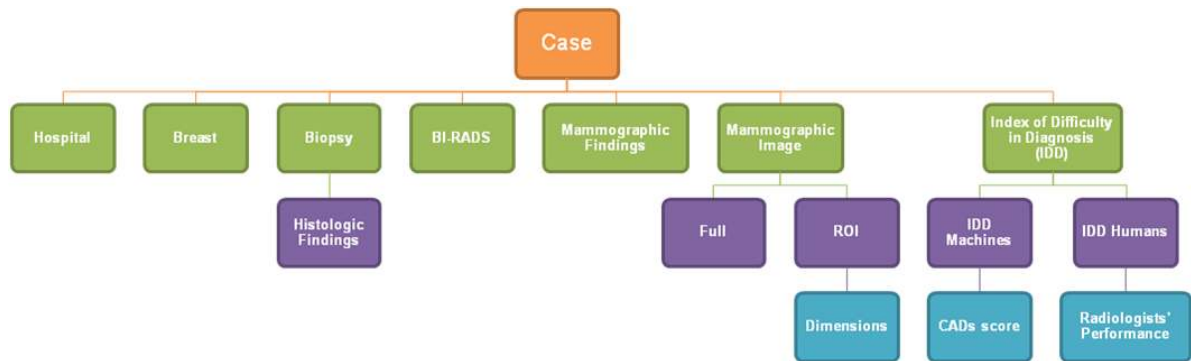 Case
Hospital
Breast
Biopsy
BI-RADS
Mammographic
Findings
Mammographic
Image
Index of Difficulty
in Diagnosis
(IDD)
Histologic
Findings
Full
ROI
IDD
Machines
IDD Humans
Dimensions
CADs score
Radiologists'
Performance